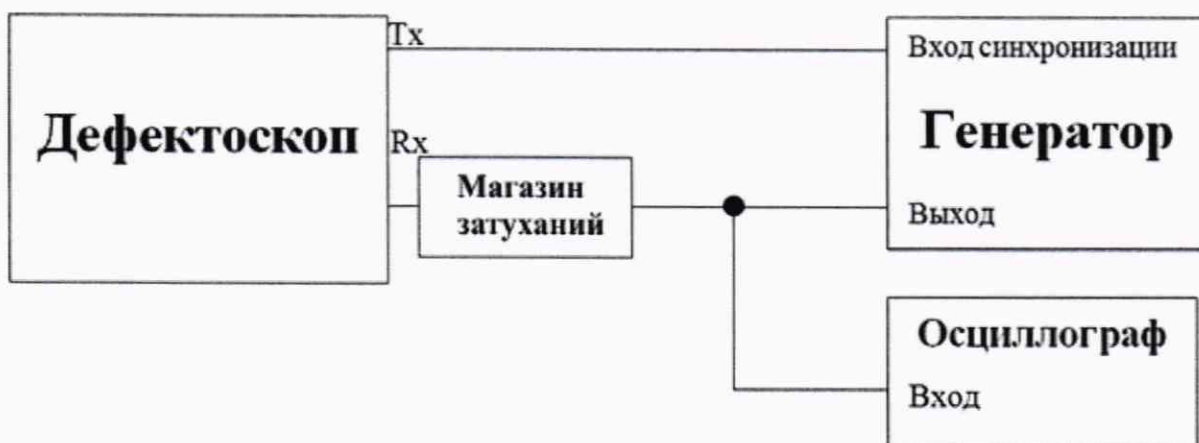 Tx
Вход синхронизации
Дефектоскоп
Генератор
Rx
Магазин
затуханий
Выход
Осциллограф
Вход